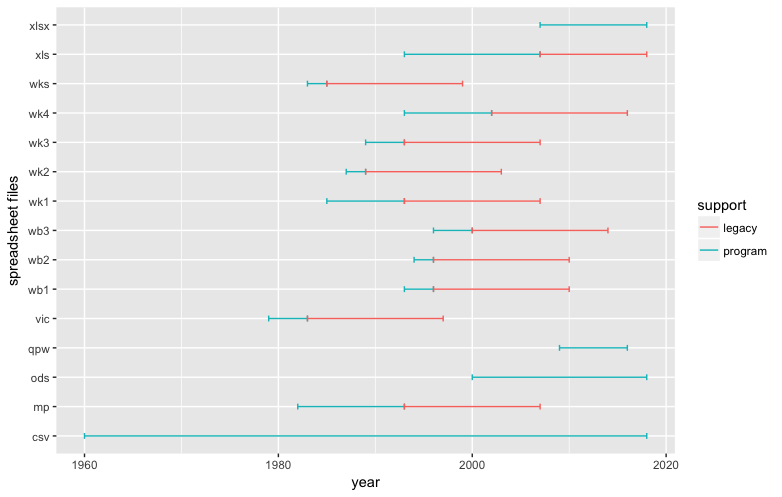 xlsx
xls
wks
wk4
wk3
wk2
wk1
wb3
wb2
wb1
vic
qpw
ods
mp
csv
spreadsheet files
1960 1980 2000 2020
year
support
legacy
program